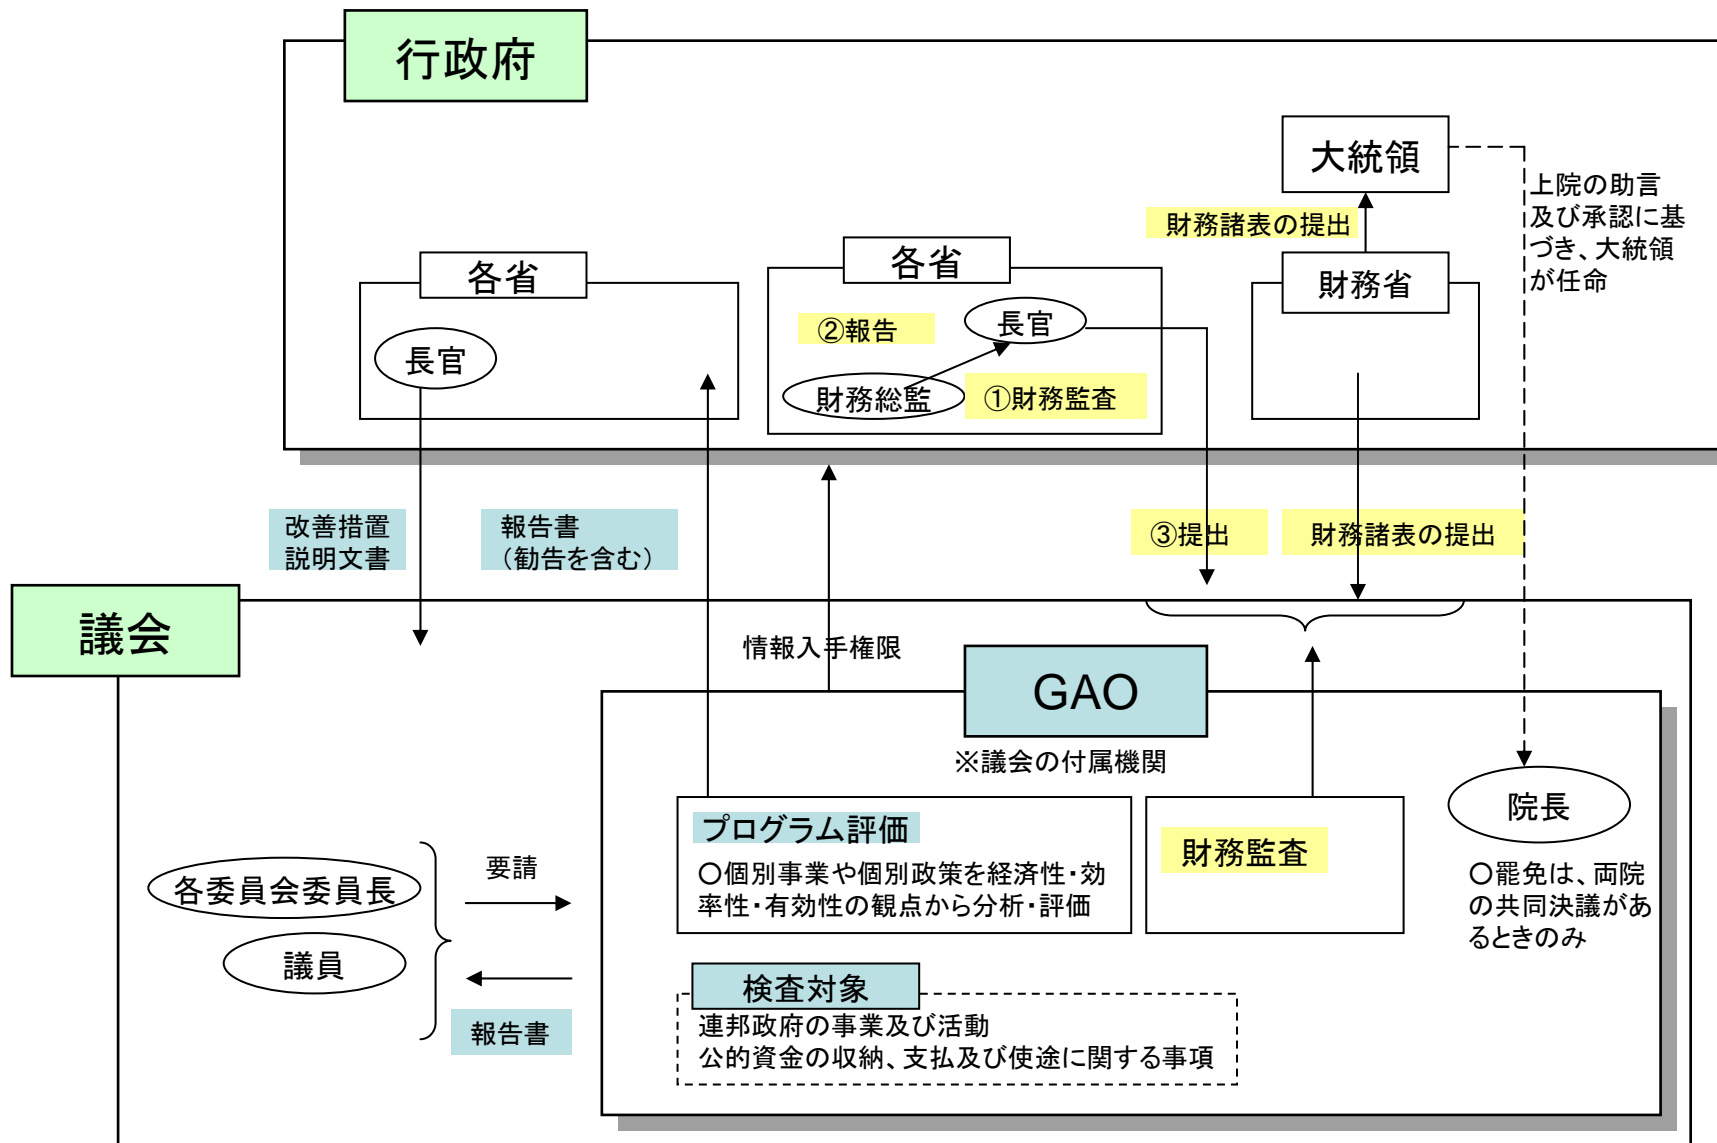 行政府
大統領
上院の助言
及び承認に基
づき、大統領
が任命
財務諸表の提出
各省
各省
財務省
②報告
長官
長官
財務総監
①財務監査
改善措置
説明文書
報告書
（勧告を含む）
③提出
財務諸表の提出
議会
情報入手権限
GAO
※議会の付属機関
プログラム評価
○個別事業や個別政策を経済性・効
率性・有効性の観点から分析・評価
財務監査
院長
○罷免は、両院
の共同決議があ
るときのみ
各委員会委員長
議員
要請
報告書
検査対象
連邦政府の事業及び活動
公的資金の収納、支払及び使途に関する事項